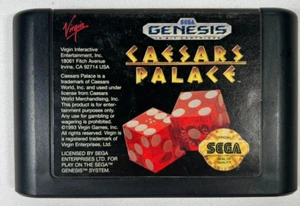 Virgin
SEGA
GENESIS
16-BIT CARTRIDGE
CAESARS
PALACE
Virgin Interactive
Entertainment, Inc.
18061 Fitch Avenue
Irvine, CA 92714 USA
Caesars Palace is a
trademark of Caesars
World, Inc. and used under
license from Caesars
World Merchandising, Inc.
This product is for enter-
tainment purposes only.
Any use for gambling or
wagering is prohibited.
©1993 Virgin Games, Inc.
All rights reserved. Virgin is
a registered trademark of
Virgin Enterprises, Ltd.
LICENSED BY SEGA
ENTERPRISES LTD. FOR
PLAY ON THE SEGA
GENESIS™ SYSTEM.
SEGA